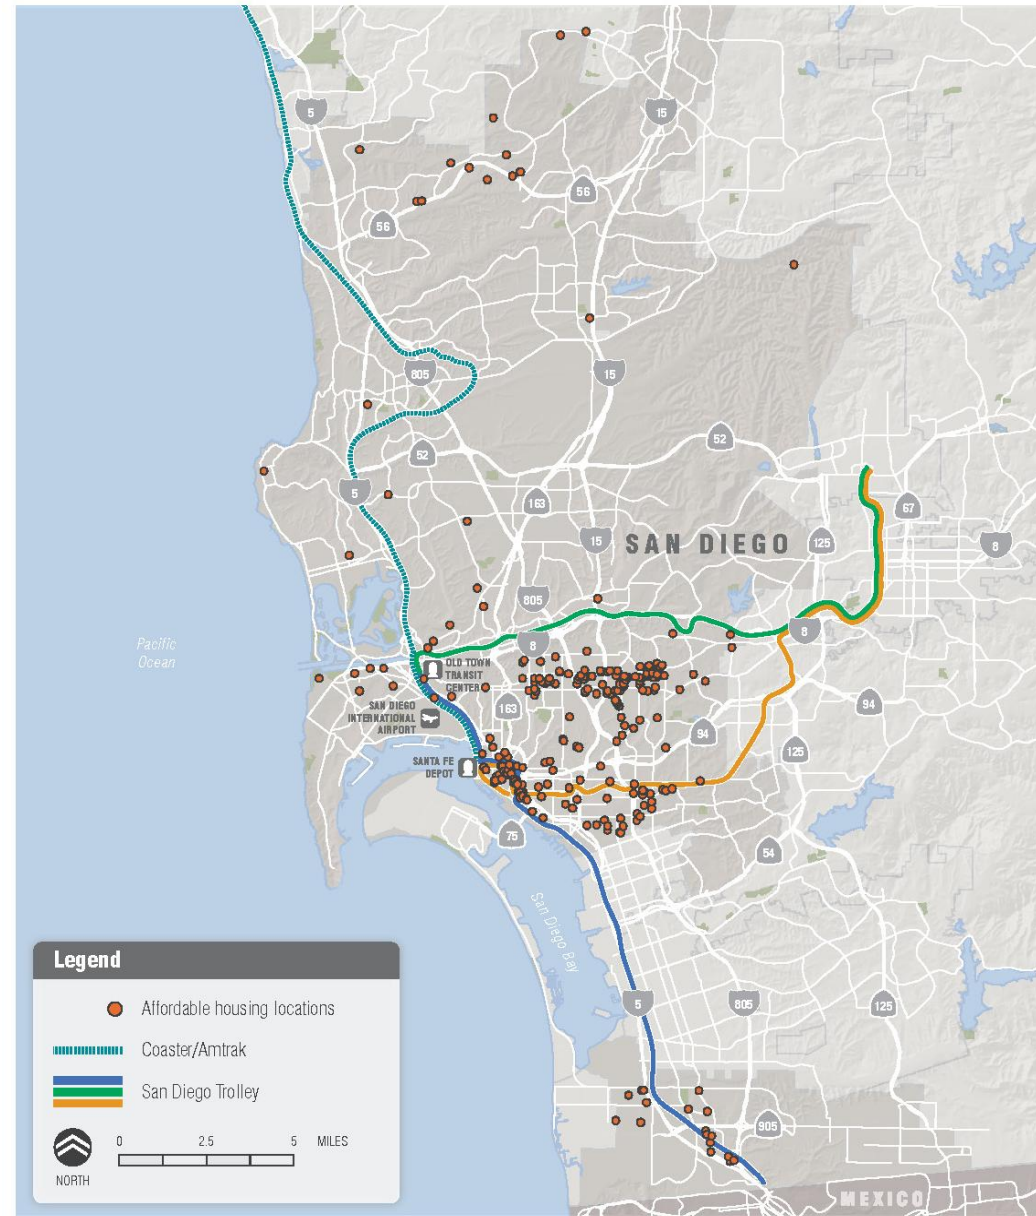 5
15
56
56
805
15
52
52
5
163
67
15
SAN DIEGO
125
8
805
Pacific
Ocean
8
8
OLD TOWN
TRANSIT
CENTER
163
SAN DIEGO
INTERNATIONAL
AIRPORT
94
94
125
SANTA FE
DEPOT
75
54
San Diego Bay
Legend
Affordable housing locations
Coaster/Amtrak
San Diego Trolley
0 2.5 5 MILES
NORTH
5
805
125
905
MEXICO